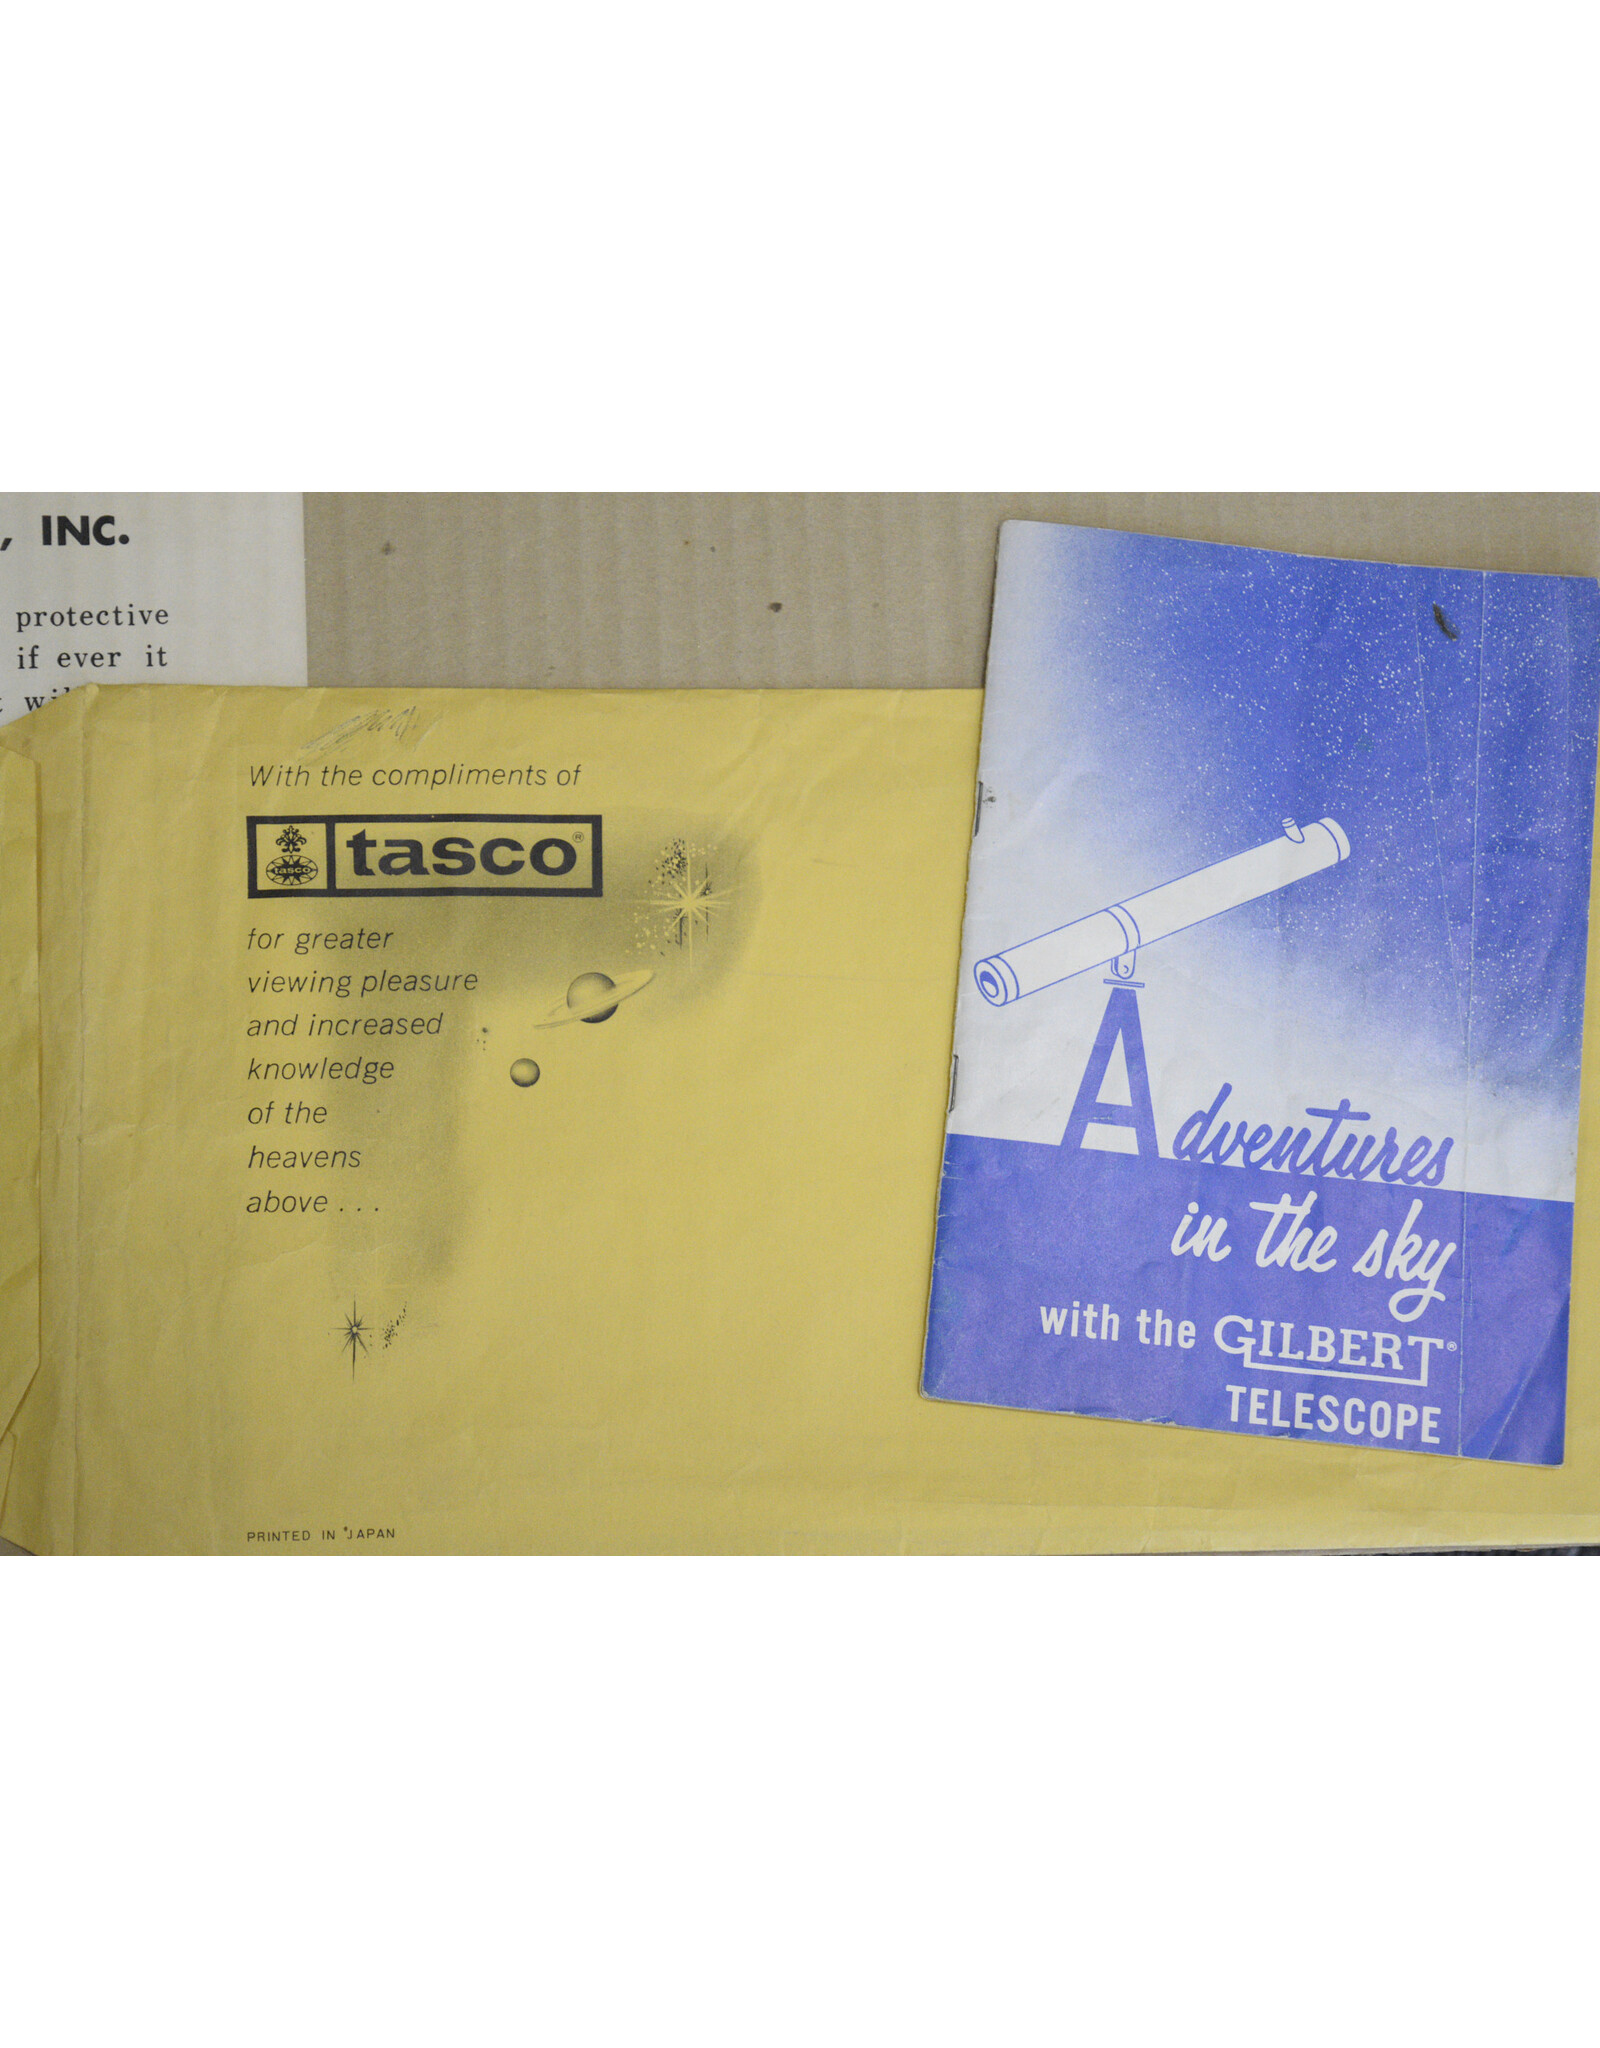 , INC.
protective
if ever it
With the compliments of
tasco
tasco®
for greater
viewing pleasure
and increased
knowledge
of the
heavens
above . . .
PRINTED IN JAPAN
Adventures
in the sky
with the GILBERT®
TELESCOPE